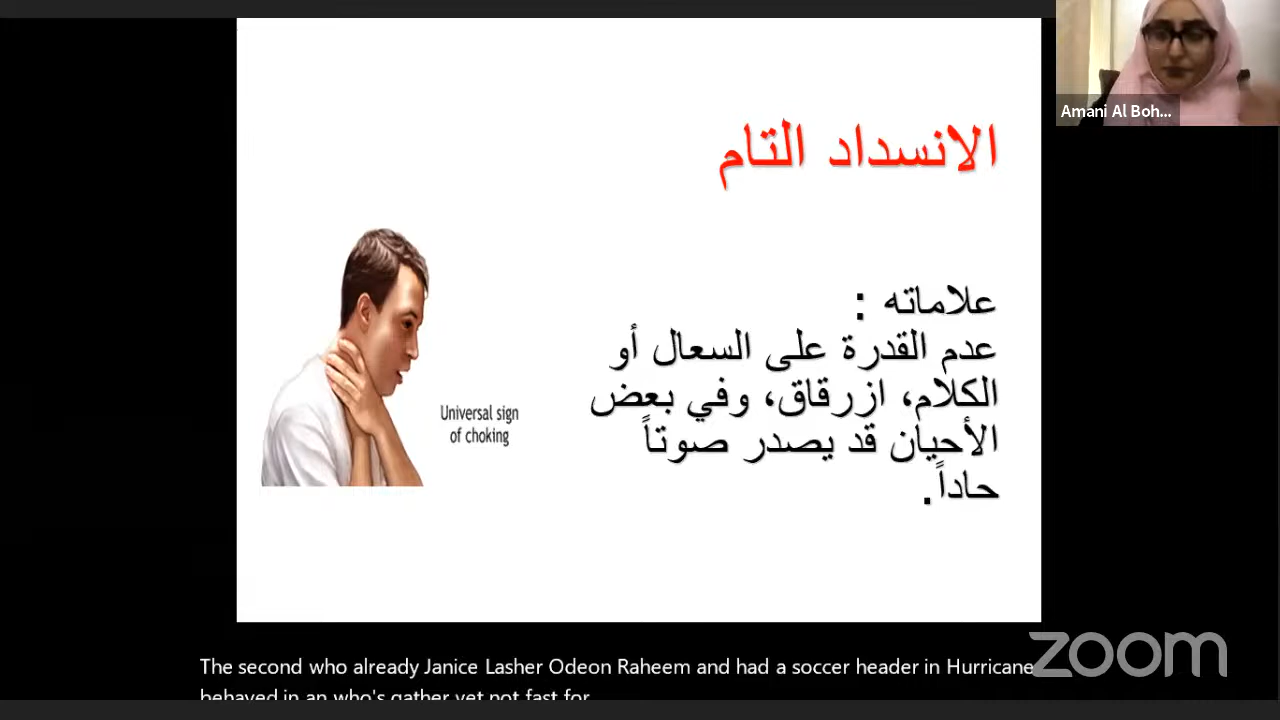 Amani Al Boh...
الانسداد التام
علاماته :
عدم القدرة على السعال أو
الكلام، ازرقاق، وفي بعض
الأحيان قد يصدر صوتاً
حاداً.
Universal sign
of choking
zoom
The second who already Janice Lasher Odeon Raheem and had a soccer header in Hurricane
behaved in an who's gather yet not fast for